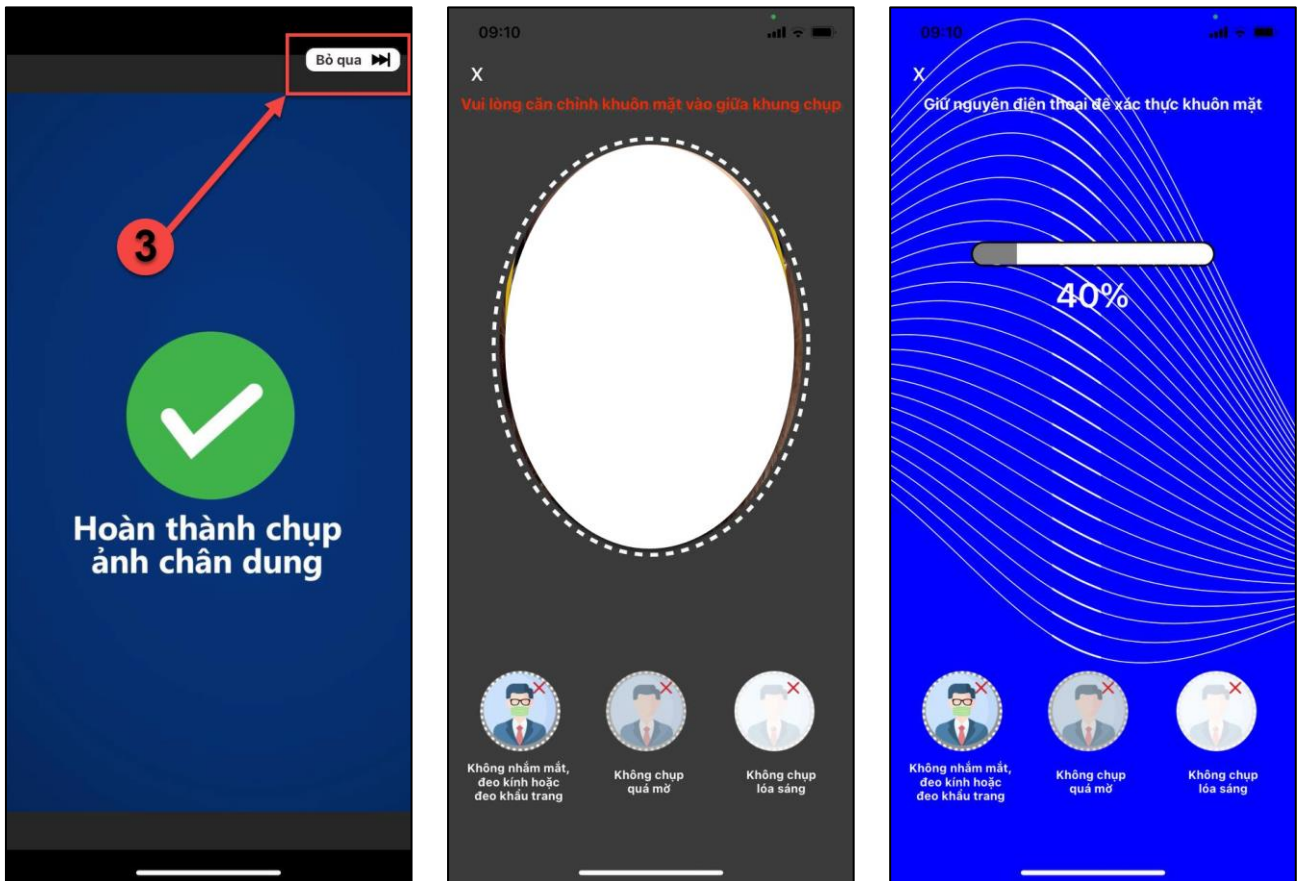 Bỏ qua
3
Hoàn thành chụp
ảnh chân dung
09:10
X
Vui lòng căn chỉnh khuôn mặt vào giữa khung chụp
Không nhắm mắt,
đeo kính hoặc
đeo khẩu trang
Không chụp
quá mờ
Không chụp
lóa sáng
09:10
X
Giữ nguyên điện thoại để xác thực khuôn mặt
40%
Không nhắm mắt,
đeo kính hoặc
đeo khẩu trang
Không chụp
quá mờ
Không chụp
lóa sáng